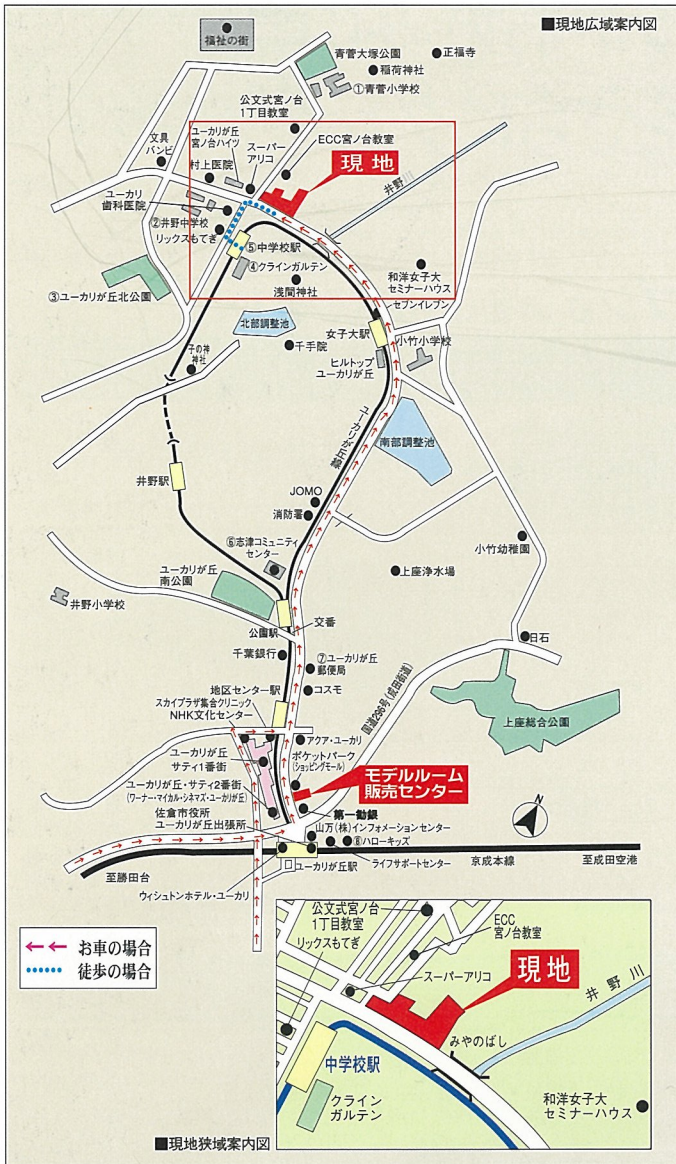 ■現地広域案内図
福祉の街
青菅大塚公園
正福寺
稲荷神社
①青菅小学校
公文式宮ノ台
1丁目教室
ユーカリが丘
宮ノ台ハイツ
スーパー
アリコ
ECC宮ノ台教室
文具
バンビ
村上医院
現地
井野川
ユーカリ
歯科医院
②井野中学校
リックスもてぎ
⑤中学校駅
④クラインガルテン
③ユーカリが丘北公園
浅間神社
和洋女子大
セミナーハウス
セブンイレブン
北部調整池
女子大駅
小竹小学校
千手院
子の神
神社
ヒルトップ
ユーカリが丘
ユーカリが丘線
南部調整池
井野駅
JOMO
消防署
⑥志津コミュニティ
センター
小竹幼稚園
ユーカリが丘
南公園
上座浄水場
井野小学校
公園駅
交番
日石
千葉銀行
⑦ユーカリが丘
郵便局
地区センター駅
コスモ
国道296号(成田街道)
スカイプラザ集合クリニック
NHK文化センター
上座総合公園
アクア・ユーカリ
ユーカリが丘
サティ1番街
ポケットパーク
(ショッピングモール)
モデルルーム
販売センター
ユーカリが丘・サティ2番街
(ワーナー・マイカル・シネマズ・ユーカリが丘)
N
第一勧銀
佐倉市役所
ユーカリが丘出張所
山万(株)インフォメーションセンター
⑧ハローキッズ
ユーカリが丘駅
ライフサポートセンター
京成本線
至成田空港
至勝田台
ウィシュトンホテル・ユーカリ
お車の場合
徒歩の場合
公文式宮ノ台
1丁目教室
リックスもてぎ
ECC
宮ノ台教室
スーパーアリコ
現地
井野川
みやのばし
中学校駅
クライン
ガルテン
和洋女子大
セミナーハウス
■現地狭域案内図